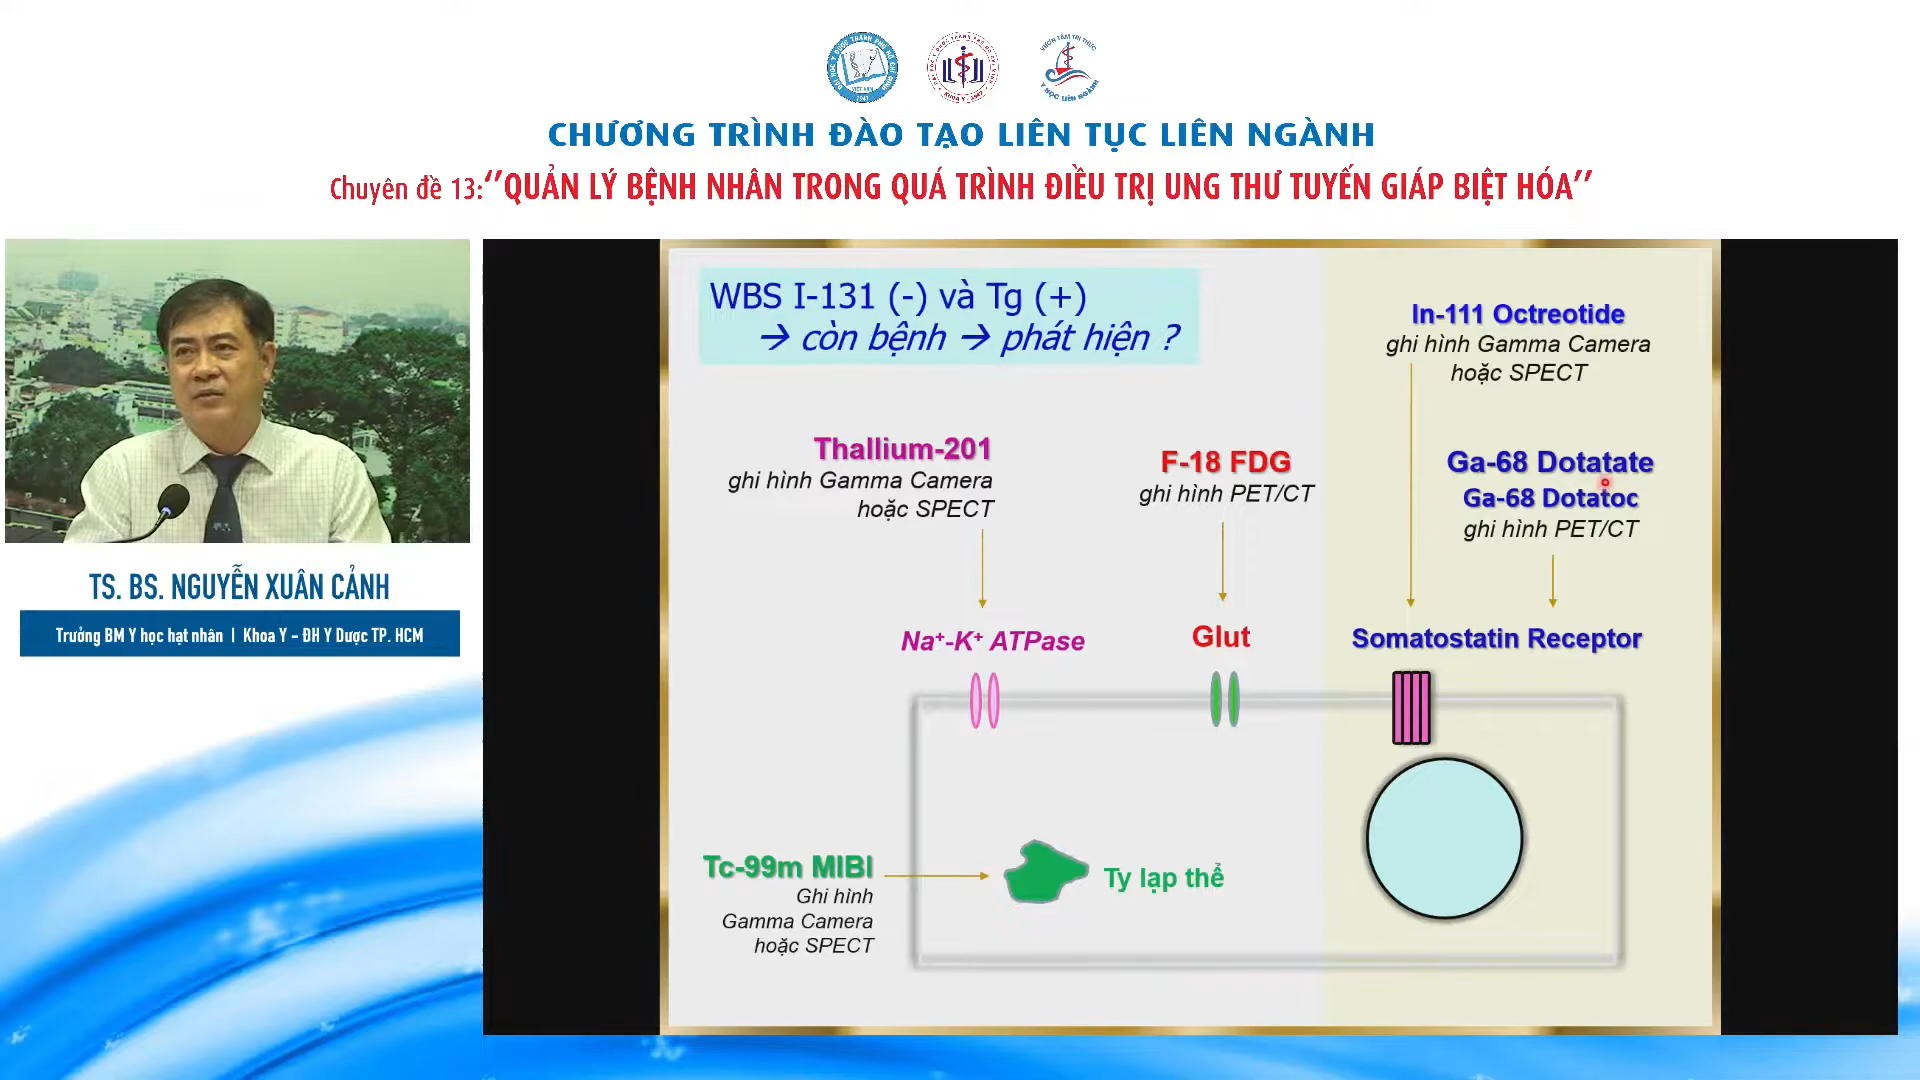 CHƯƠNG TRÌNH ĐÀO TẠO LIÊN TỤC LIÊN NGÀNH
Chuyên đề 13:‘’QUẢN LÝ BỆNH NHÂN TRONG QUÁ TRÌNH ĐIỀU TRỊ UNG THƯ TUYẾN GIÁP BIỆT HÓA’’
TS. BS. NGUYỄN XUÂN CẢNH
Trưởng BM Y học hạt nhân | Khoa Y – ĐH Y Dược TP. HCM
WBS I-131 (-) và Tg (+)
→ còn bệnh → phát hiện ?
In-111 Octreotide
ghi hình Gamma Camera
hoặc SPECT
Thallium-201
ghi hình Gamma Camera
hoặc SPECT
F-18 FDG
ghi hình PET/CT
Ga-68 Dotatate
Ga-68 Dotatoc
ghi hình PET/CT
Na⁺-K⁺ ATPase
Glut
Somatostatin Receptor
Tc-99m MIBI
Ghi hình
Gamma Camera
hoặc SPECT
Ty lạp thể